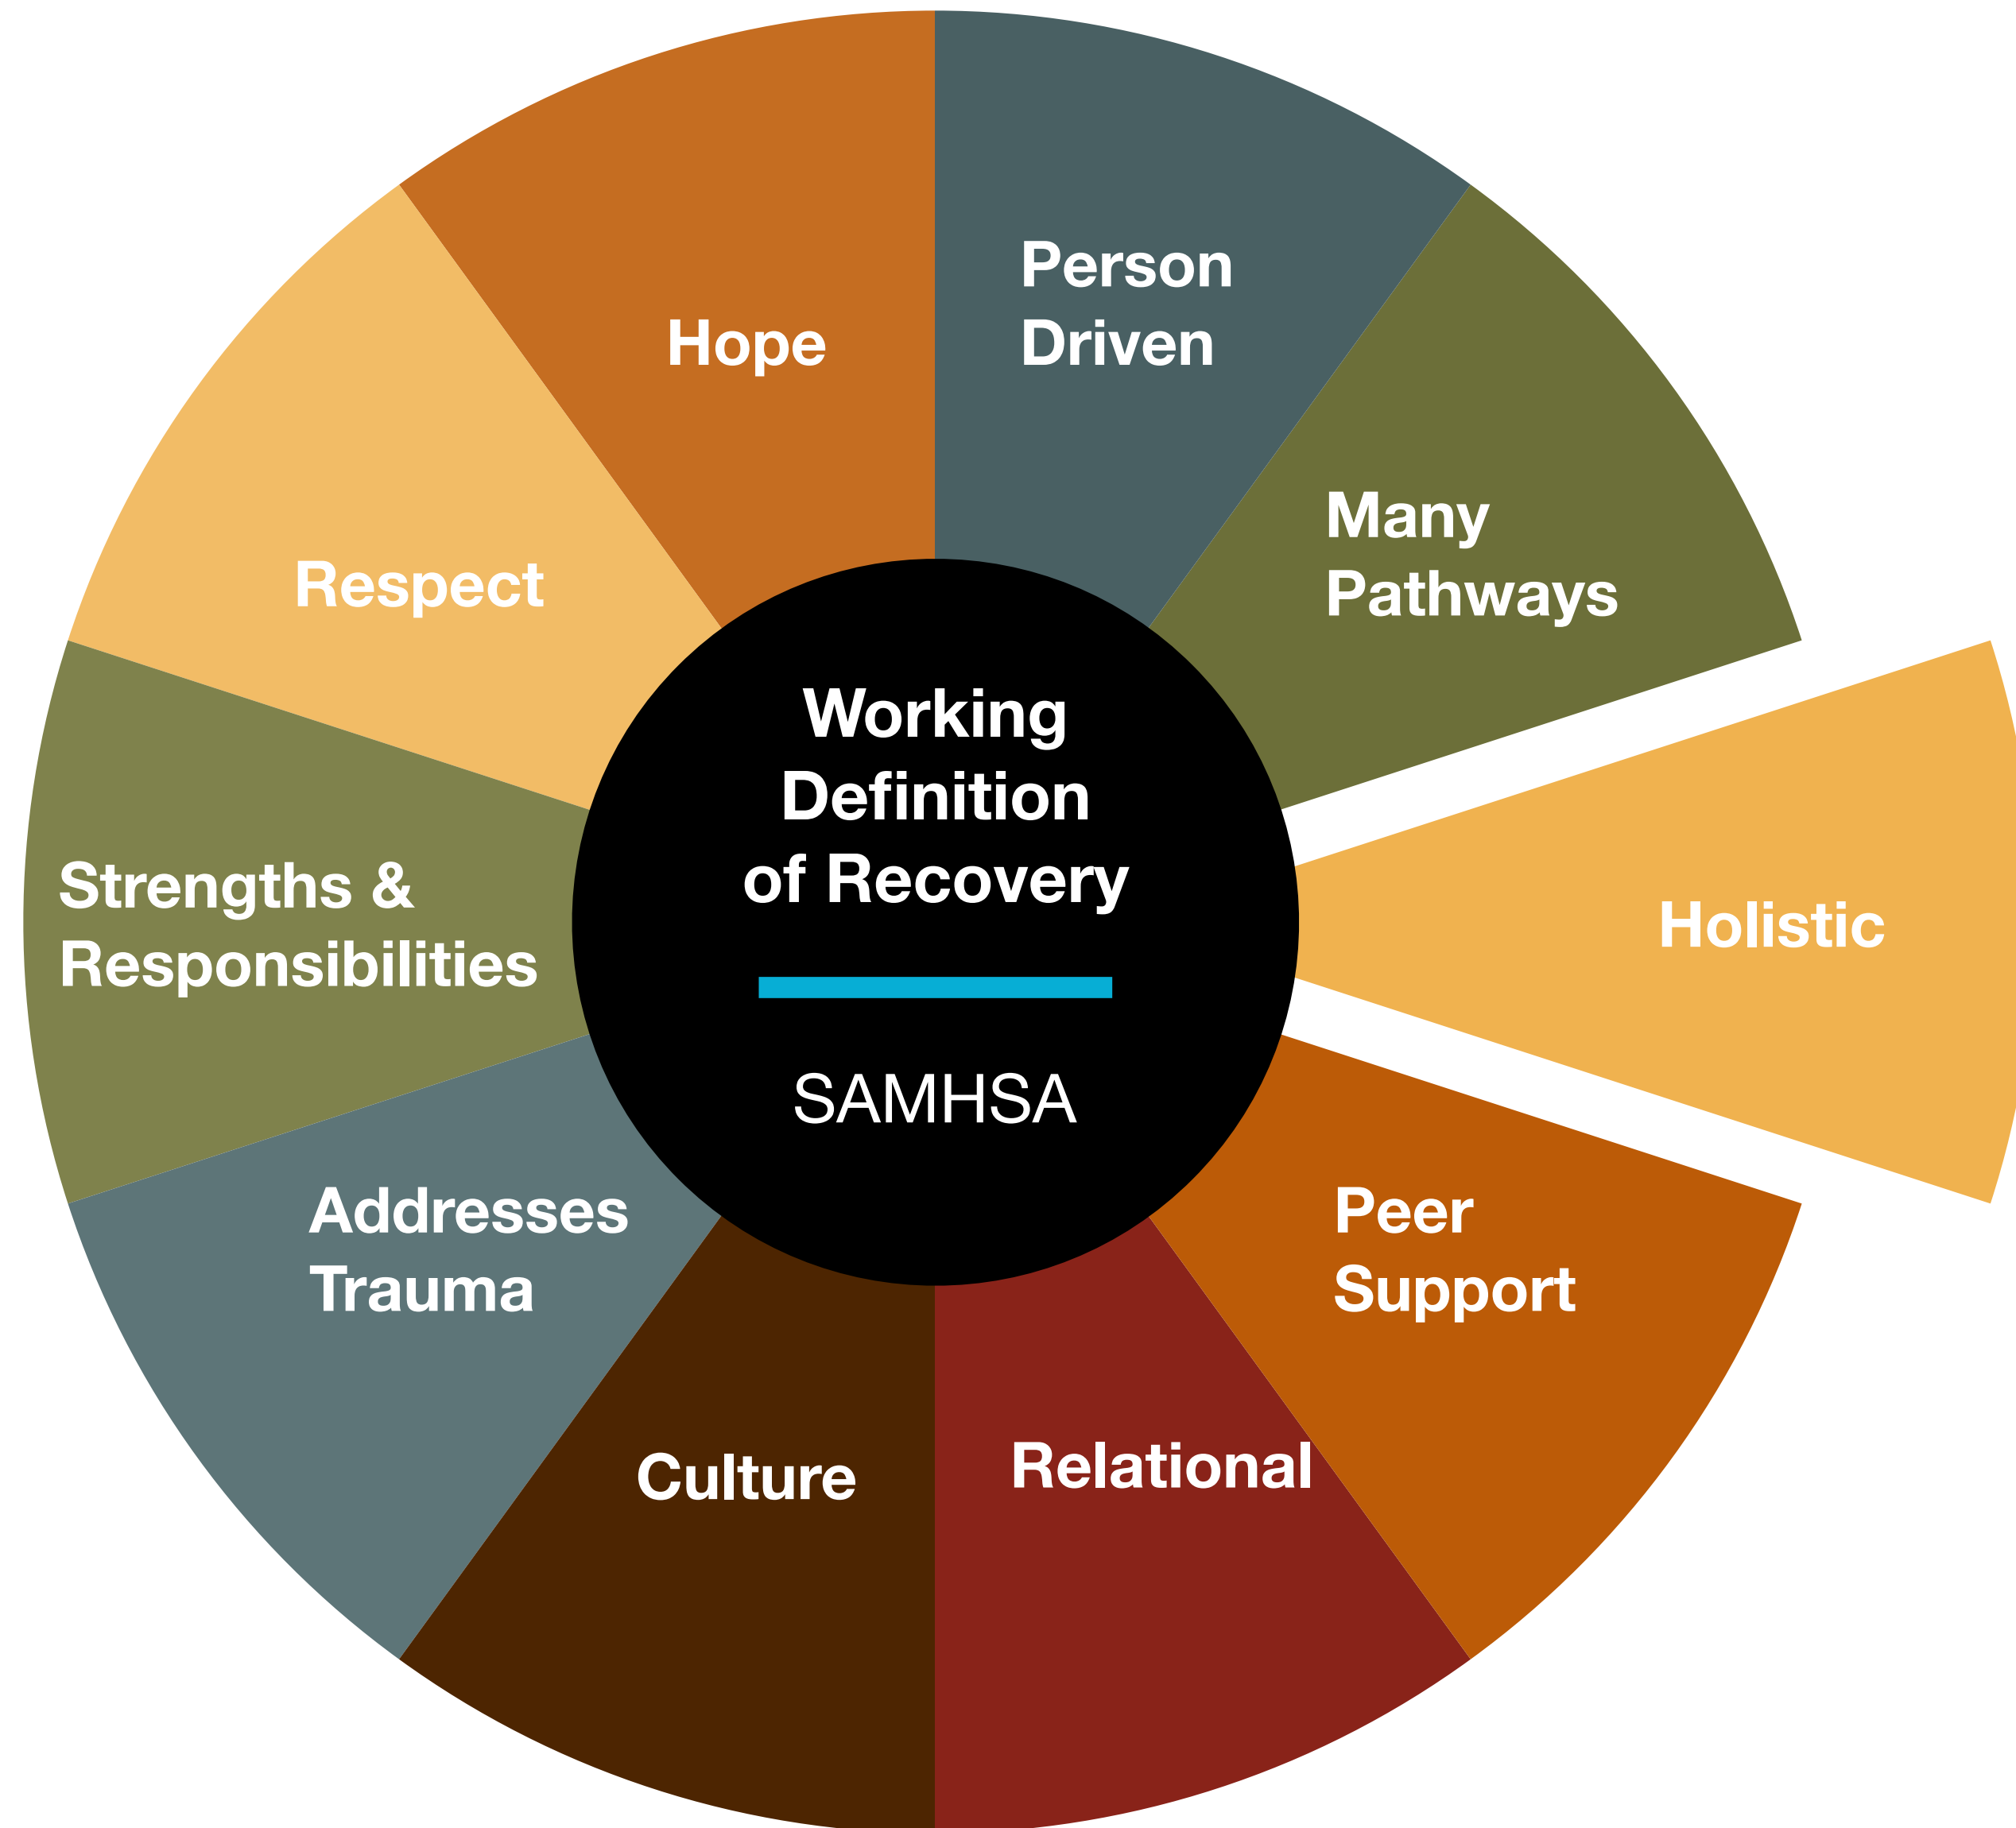 Hope
Person
Driven
Many
Pathways
Holistic
Peer
Support
Relational
Culture
Addresses
Trauma
Strengths &
Responsibilities
Respect
Working
Definition
of Recovery
SAMHSA